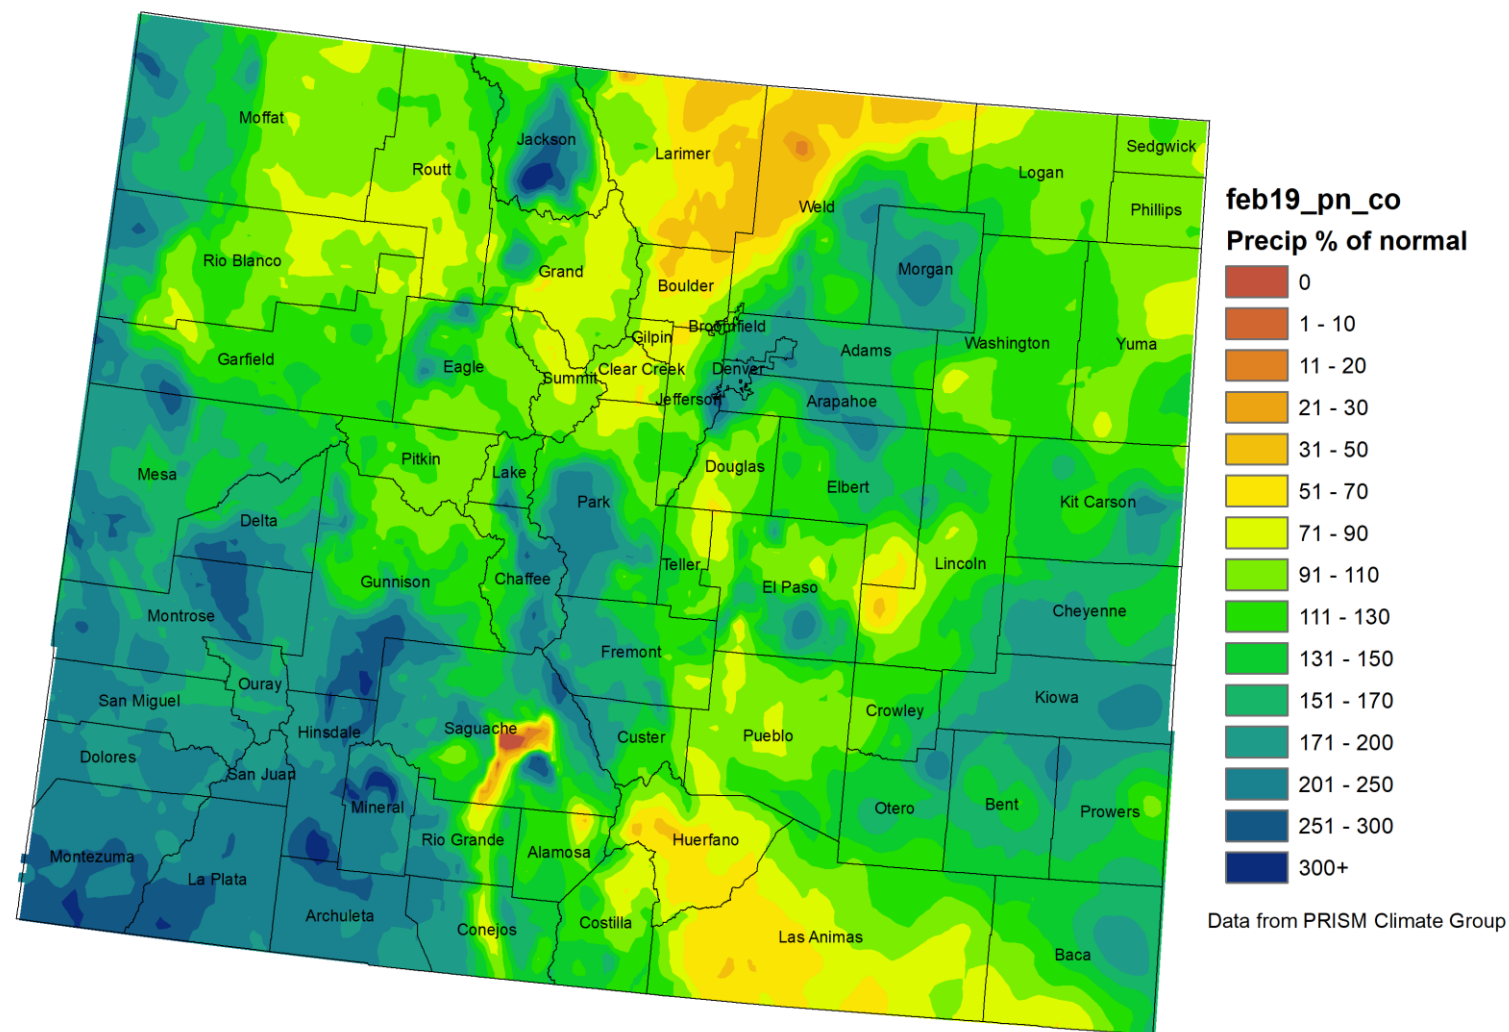 Moffat
Routt
Jackson
Larimer
Weld
Logan
Sedgwick
Phillips
Rio Blanco
Grand
Boulder
Morgan
Broomfield
Gilpin
Garfield
Eagle
Summit
Clear Creek
Denver
Adams
Washington
Yuma
Jefferson
Arapahoe
Mesa
Pitkin
Lake
Park
Douglas
Elbert
Kit Carson
Delta
Gunnison
Chaffee
Teller
El Paso
Lincoln
Cheyenne
Montrose
Fremont
San Miguel
Ouray
Hinsdale
Saguache
Custer
Pueblo
Crowley
Kiowa
Dolores
San Juan
Mineral
Rio Grande
Alamosa
Huerfano
Otero
Bent
Prowers
Montezuma
La Plata
Archuleta
Conejos
Costilla
Las Animas
Baca
feb19_pn_co
Precip % of normal
0
1 - 10
11 - 20
21 - 30
31 - 50
51 - 70
71 - 90
91 - 110
111 - 130
131 - 150
151 - 170
171 - 200
201 - 250
251 - 300
300+
Data from PRISM Climate Group